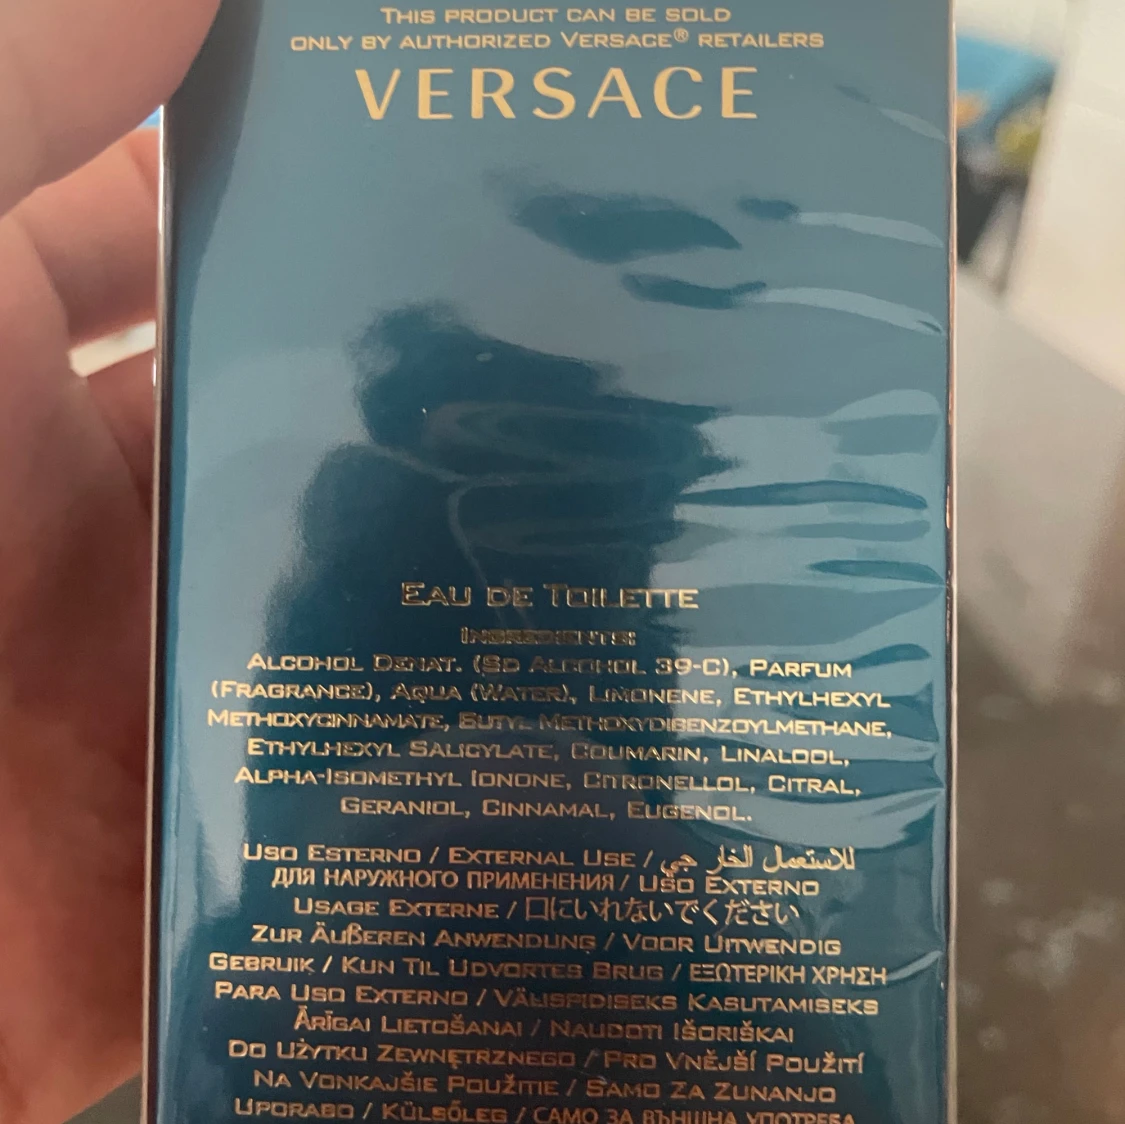 THIS PRODUCT CAN BE SOLD
ONLY BY AUTHORIZED VERSACE® RETAILERS
VERSACE
EAU DE TOILETTE
INGREDIENTS:
ALCOHOL DENAT. (SD ALCOHOL 39-C), PARFUM
(FRAGRANCE), AQUA (WATER), LIMONENE, ETHYLHEXYL
METHOXYCINNAMATE, BUTYL METHOXYDIBENZOYLMETHANE,
ETHYLHEXYL SALICYLATE, COUMARIN, LINALOOL,
ALPHA-ISOMETHYL IONONE, CITRONELLOL, CITRAL,
GERANIOL, CINNAMAL, EUGENOL.
USO ESTERNO / EXTERNAL USE / للاستعمل الخار جي
ДЛЯ НАРУЖНОГО ПРИМЕНЕНИЯ / USO EXTERNO
USAGE EXTERNE / 口にいれないでください
ZUR ÄUßEREN ANWENDUNG / VOOR UITWENDIG
GEBRUIK / KUN TIL UDVORTES BRUG / ΕΞΩΤΕΡΙΚΗ ΧΡΗΣΗ
PARA USO EXTERNO / VÄLISPIDISEKS KASUTAMISEKS
ĀRĪGAI LIETOŠANAI / NAUDOTI IŠORIŠKAI
DO UŻYTKU ZEWNĘTRZNEGO / PRO VNĚJŠÍ POUŽITÍ
NA VONKAJŠIE POUŽITIE / SAMO ZA ZUNANJO
UPORABO / KÜLSŐLEG / САМО ЗА ВЪНШНА УПОТРЕБА